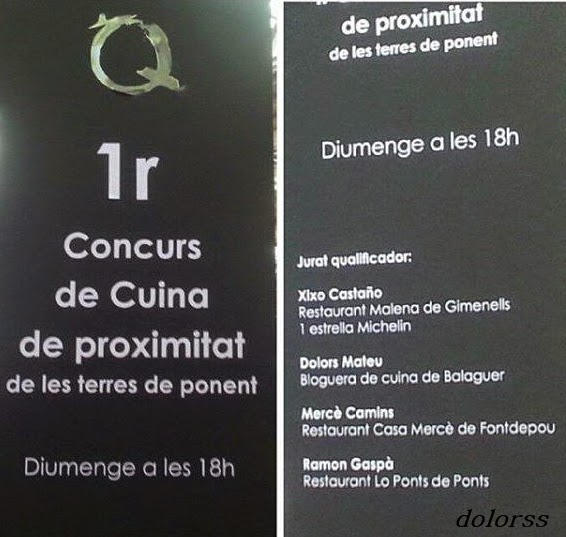 Q
1r
Concurs
de Cuina
de proximitat
de les terres de ponent
Diumenge a les 18h
de proximitat
de les terres de ponent
Diumenge a les 18h
Jurat qualificador:
Xixo Castaño
Restaurant Malena de Gimenells
1 estrella Michelin
Dolors Mateu
Bloguera de cuina de Balaguer
Mercè Camins
Restaurant Casa Mercè de Fontdepou
Ramon Gaspà
Restaurant Lo Ponts de Ponts
dolorss